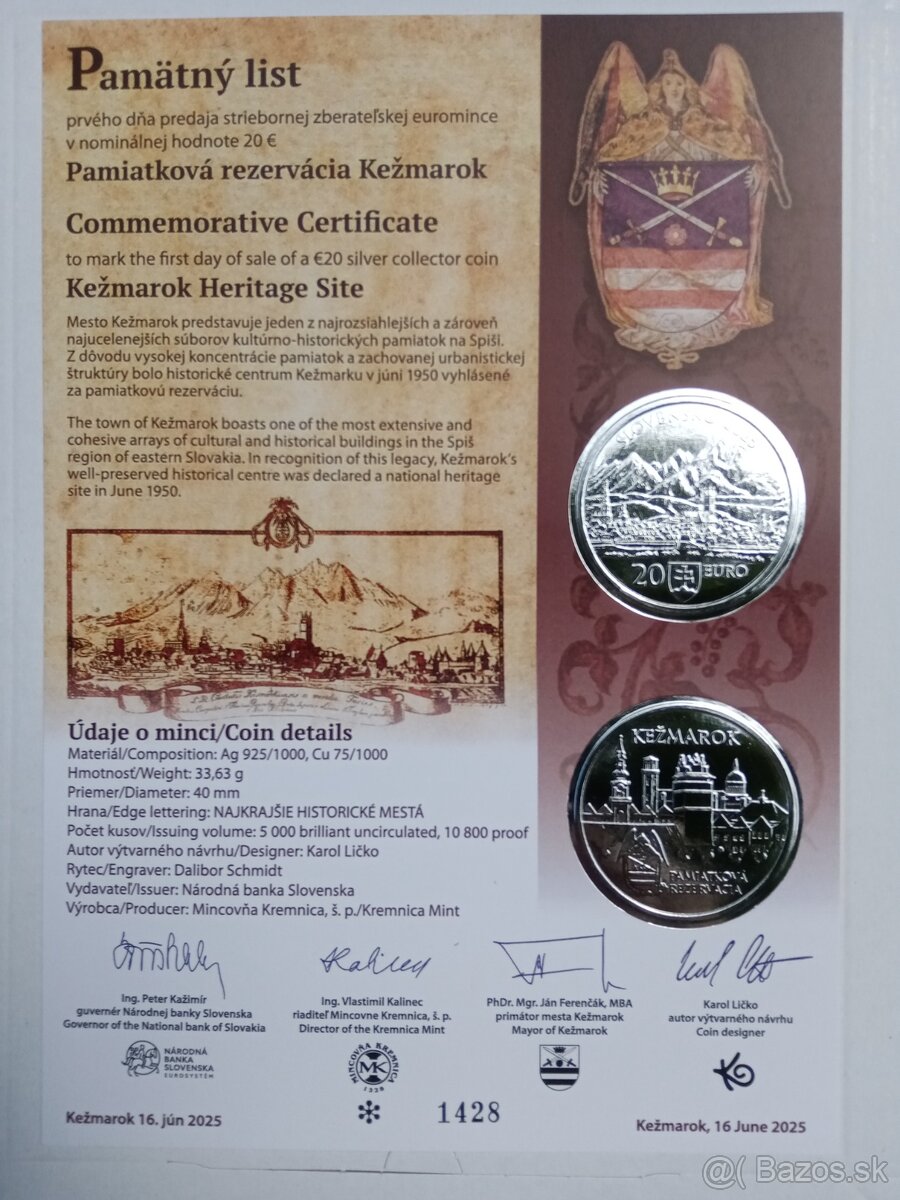 Pamätný list
prvého dňa predaja striebornej zberateľskej euromince
v nominálnej hodnote 20 €
Pamiatková rezervácia Kežmarok
Commemorative Certificate
to mark the first day of sale of a €20 silver collector coin
Kežmarok Heritage Site
Mesto Kežmarok predstavuje jeden z najrozsiahlejších a zároveň
najucelenejších súborov kultúrno-historických pamiatok na Spiši.
Z dôvodu vysokej koncentrácie pamiatok a zachovanej urbanistickej
štruktúry bolo historické centrum Kežmarku v júni 1950 vyhlásené
za pamiatkovú rezerváciu.
The town of Kežmarok boasts one of the most extensive and
cohesive arrays of cultural and historical buildings in the Spiš
region of eastern Slovakia. In recognition of this legacy, Kežmarok's
well-preserved historical centre was declared a national heritage
site in June 1950.
20 EURO
KEŽMAROK
PAMIATKOVÁ
REZERVÁCIA
Údaje o minci/Coin details
Materiál/Composition: Ag 925/1000, Cu 75/1000
Hmotnosť/Weight: 33,63 g
Priemer/Diameter: 40 mm
Hrana/Edge lettering: NAJKRAJŠIE HISTORICKÉ MESTÁ
Počet kusov/Issuing volume: 5 000 brilliant uncirculated, 10 800 proof
Autor výtvarného návrhu/Designer: Karol Ličko
Rytec/Engraver: Dalibor Schmidt
Vydavateľ/Issuer: Národná banka Slovenska
Výrobca/Producer: Mincovňa Kremnica, š. p./Kremnica Mint
Ing. Peter Kažimír
guvernér Národnej banky Slovenska
Governor of the National bank of Slovakia
Ing. Vlastimil Kalinec
riaditeľ Mincovne Kremnica, š. p.
Director of the Kremnica Mint
PhDr. Mgr. Ján Ferenčák, MBA
primátor mesta Kežmarok
Mayor of Kežmarok
Karol Ličko
autor výtvarného návrhu
Coin designer
NÁRODNÁ
BANKA
SLOVENSKA
EUROSYSTÉM
MINCOVŇA KREMNICA
MK
1328
Kežmarok 16. jún 2025
1428
Kežmarok, 16 June 2025
@( Bazos.sk